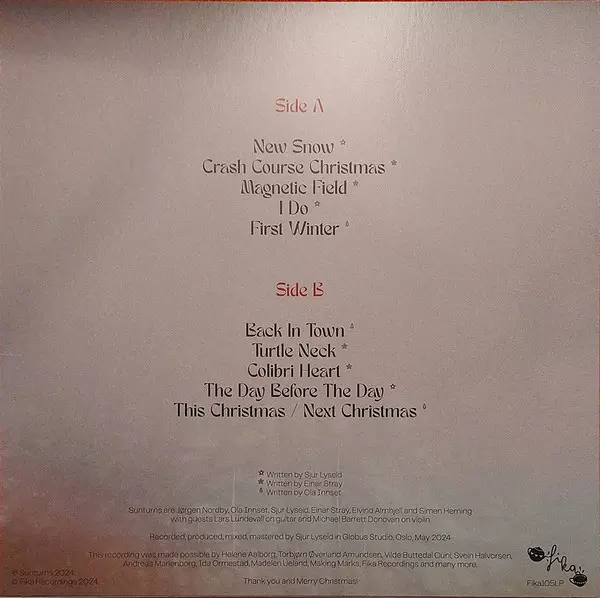 Side A
New Snow ☆
Crash Course Christmas ★
Magnetic Field ★
I Do ☆
First Winter
Side B
Back In Town
Turtle Neck ★
Colibri Heart ★
The Day Before The Day ☆
This Christmas / Next Christmas
☆ Written by Sjur Lyseid
★ Written by Einar Stray
Written by Ola Innset
Sunturns are Jørgen Nordby, Ola Innset, Sjur Lyseid, Einar Stray, Eivind Almhjell and Simen Herning
with guests Lars Lundevall on guitar and Michael Barrett Donovan on violin
Recorded, produced, mixed, mastered by Sjur Lyseid in Globus Studio, Oslo, May 2024
This recording was made possible by Helene Aalborg, Torbjørn Øverland Amundsen, Vilde Buttedal Curil, Svein Halvorsen,
Andreas Marienborg, Tda Ormestad, Madelen Lieland, Making Marks, Fika Recordings and many more.
℗ Sunturns 2024
© Fika Recordings 2024
Thank you and Merry Christmas!
fika
Fika105LP